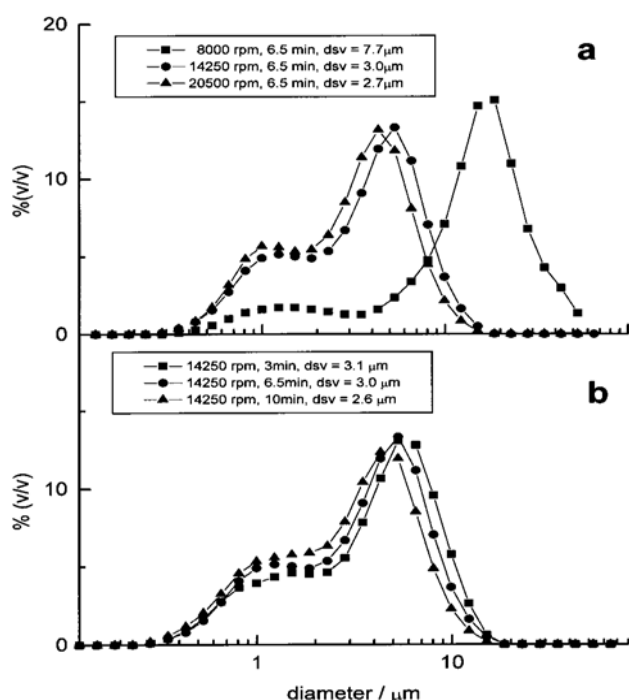 20
a
8000 rpm, 6.5 min, dsv = 7.7μm
14250 rpm, 6.5 min, dsv = 3.0μm
20500 rpm, 6.5 min, dsv = 2.7μm
%(v/v)
10
0
b
14250 rpm, 3min, dsv = 3.1 μm
14250 rpm, 6.5min, dsv = 3.0 μm
14250 rpm, 10min, dsv = 2.6 μm
% (v/v)
10
0
1 10
diameter / μm